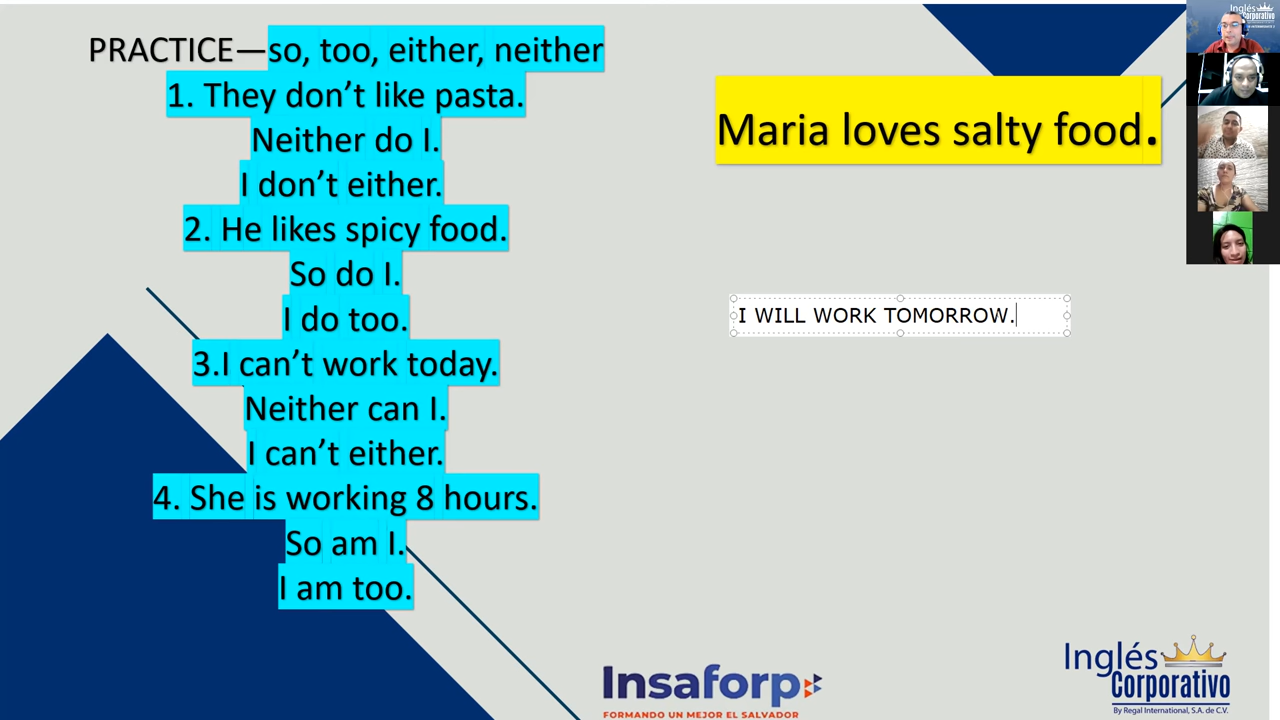 PRACTICE—so, too, either, neither
1. They don't like pasta.
Neither do I.
I don't either.
2. He likes spicy food.
So do I.
I do too.
3.I can't work today.
Neither can I.
I can't either.
4. She is working 8 hours.
So am I.
I am too.
Maria loves salty food.
I WILL WORK TOMORROW.
Insaforp
FORMANDO UN MEJOR EL SALVADOR
Inglés
Corporativo
By Regal International, S.A. de C.V.
Inglés
Corporativo